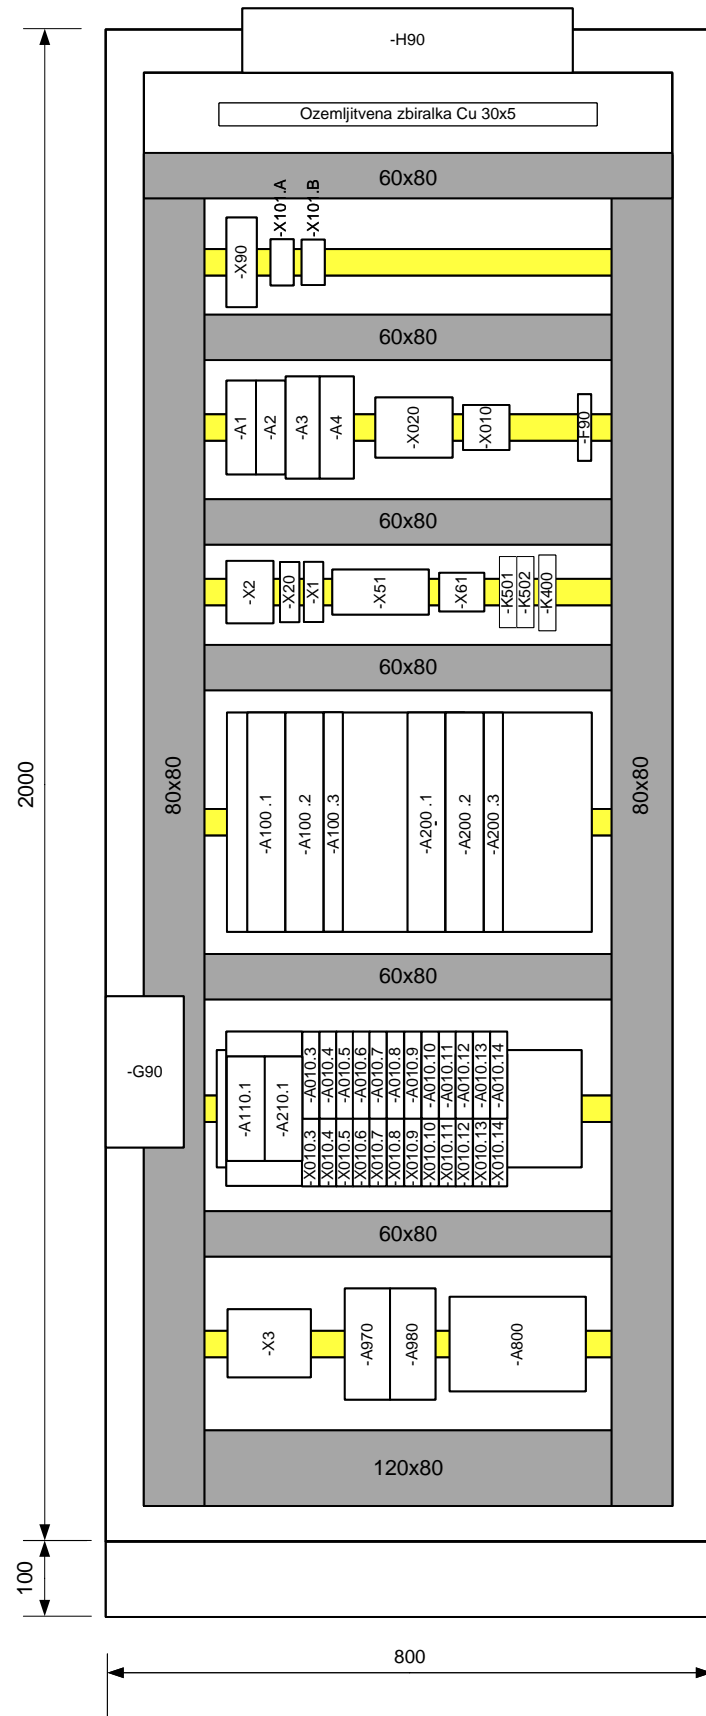 -H90
Ozemljitvena zbiralka Cu 30x5
60x80
-X90
-X101.A
-X101.B
60x80
-A1
-A2
-A3
-A4
-X020
-X010
-F90
60x80
-X2
-X20
-X1
-X51
-X61
-K501
-K502
-K400
60x80
2000
80x80
80x80
-A100 .1
-A100 .2
-A100 .3
-A200 .1
-A200 .2
-A200 .3
60x80
-G90
-A110.1
-A210.1
-A010.3
-A010.4
-A010.5
-A010.6
-A010.7
-A010.8
-A010.9
-A010.10
-A010.11
-A010.12
-A010.13
-A010.14
-X010.3
-X010.4
-X010.5
-X010.6
-X010.7
-X010.8
-X010.9
-X010.10
-X010.11
-X010.12
-X010.13
-X010.14
60x80
-X3
-A970
-A980
-A800
120x80
100
800